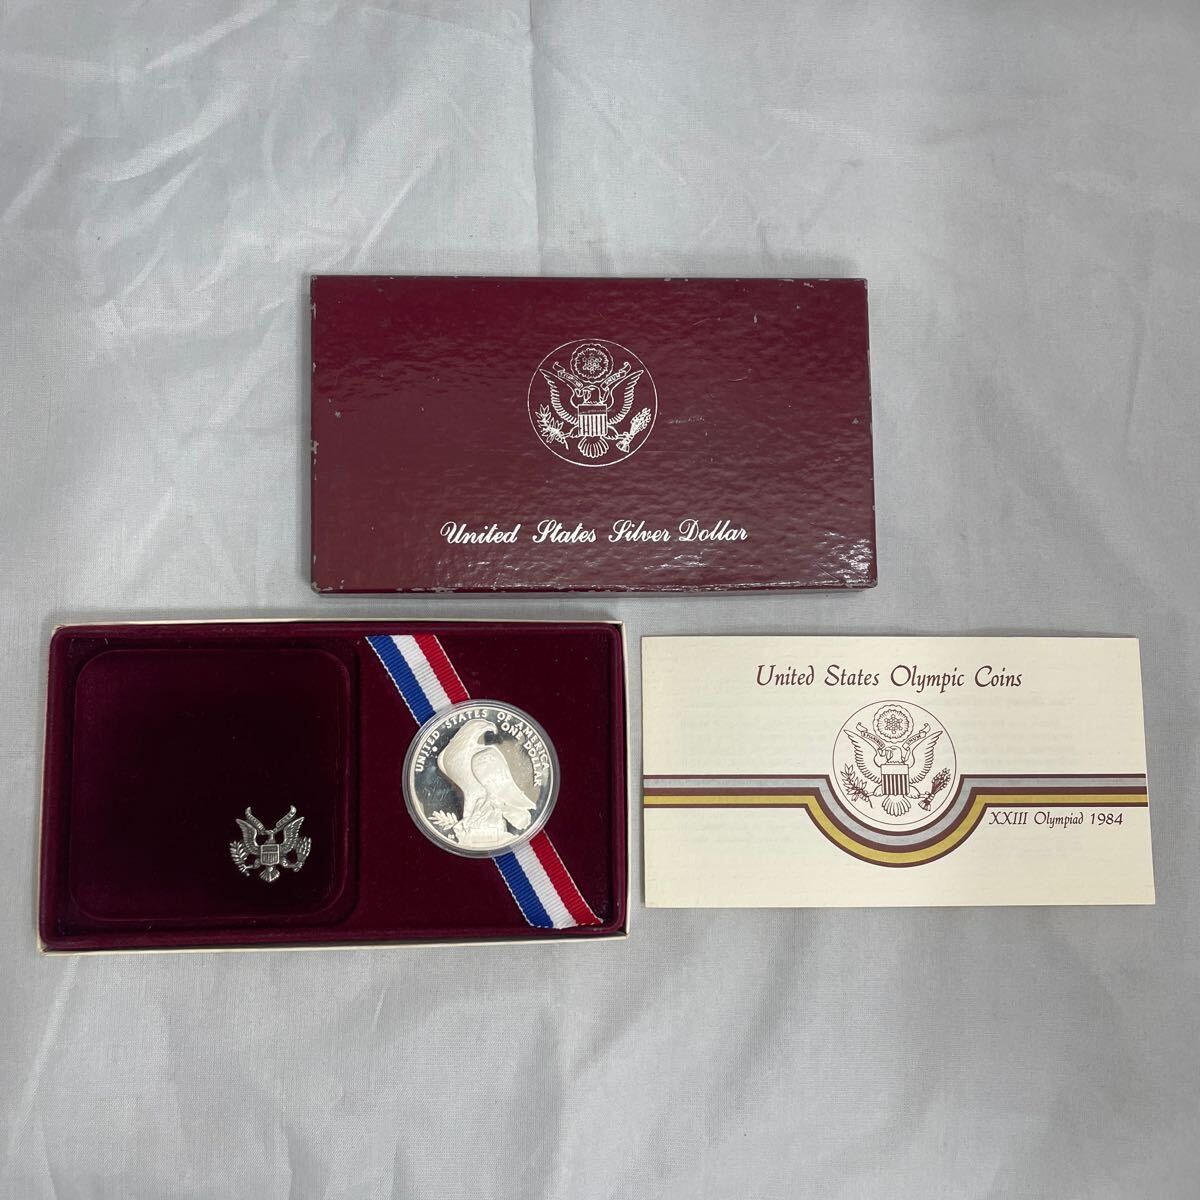 United States Silver Dollar
UNITED STATES OF AMERICA
ONE DOLLAR
United States Olympic Coins
XXIII Olympiad 1984